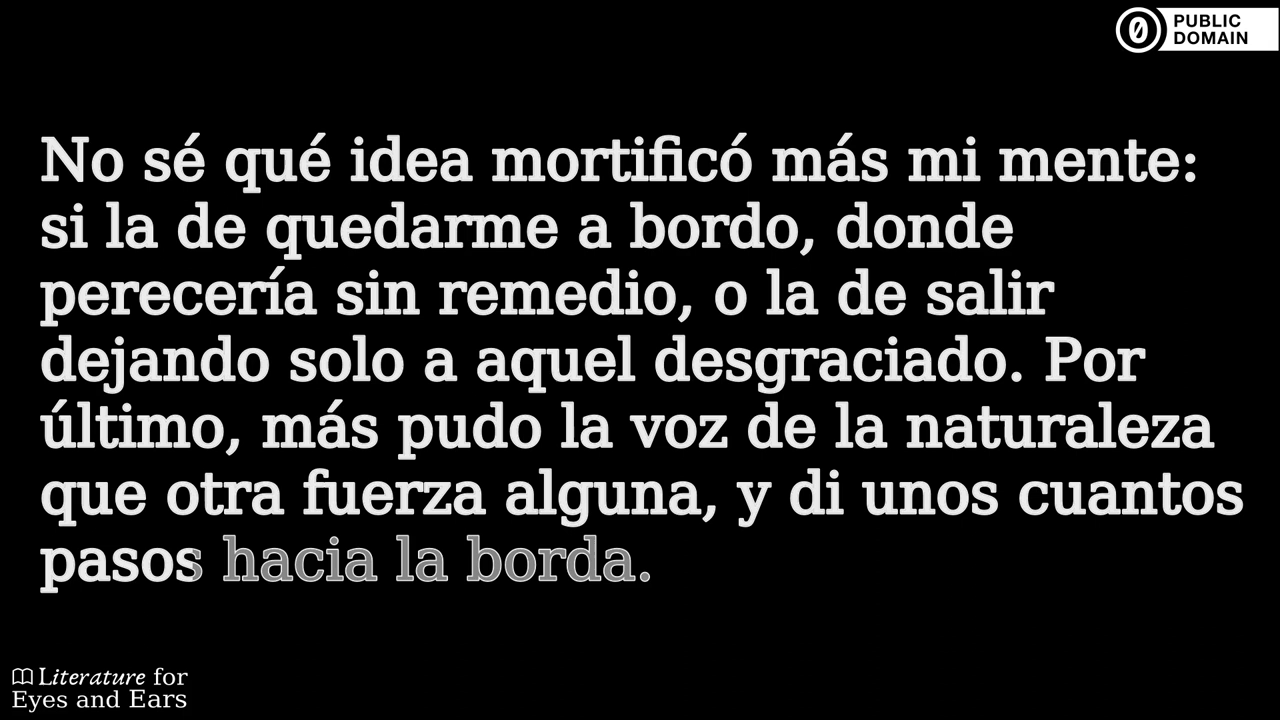 PUBLIC
DOMAIN
No sé qué idea mortificó más mi mente:
si la de quedarme a bordo, donde
perecería sin remedio, o la de salir
dejando solo a aquel desgraciado. Por
último, más pudo la voz de la naturaleza
que otra fuerza alguna, y di unos cuantos
pasos hacia la borda.
Literature for
Eyes and Ears